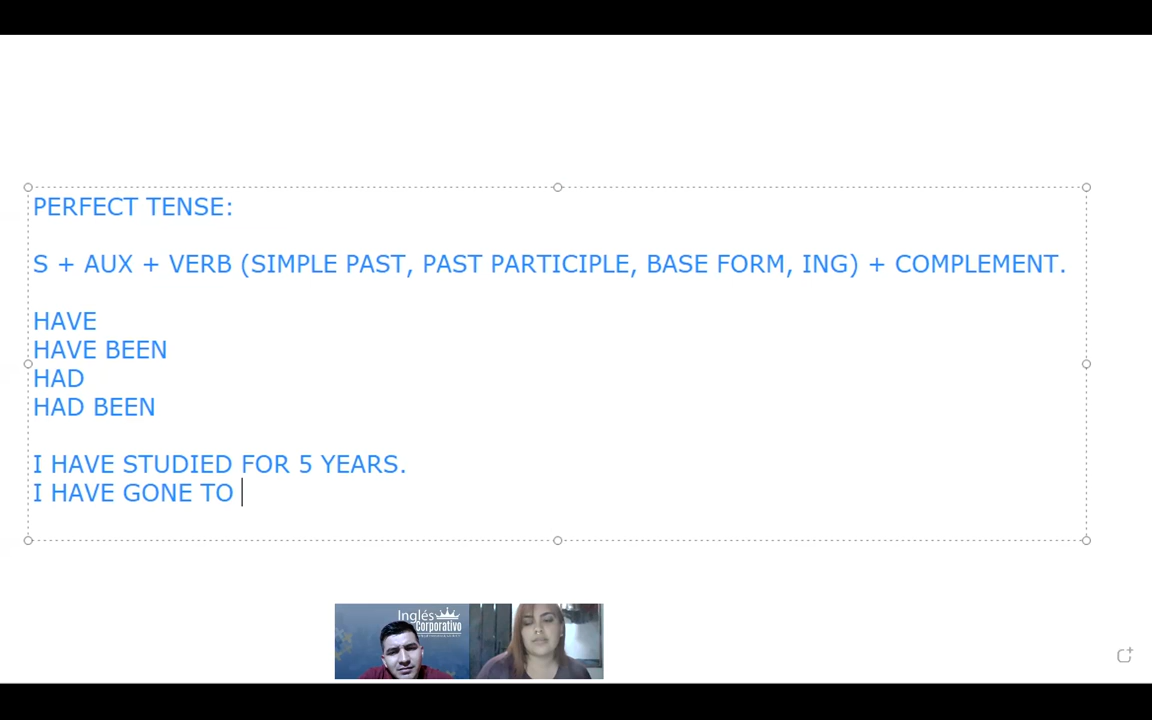 PERFECT TENSE:
S + AUX + VERB (SIMPLE PAST, PAST PARTICIPLE, BASE FORM, ING) + COMPLEMENT.
HAVE
HAVE BEEN
HAD
HAD BEEN
I HAVE STUDIED FOR 5 YEARS.
I HAVE GONE TO
Inglés
Corporativo